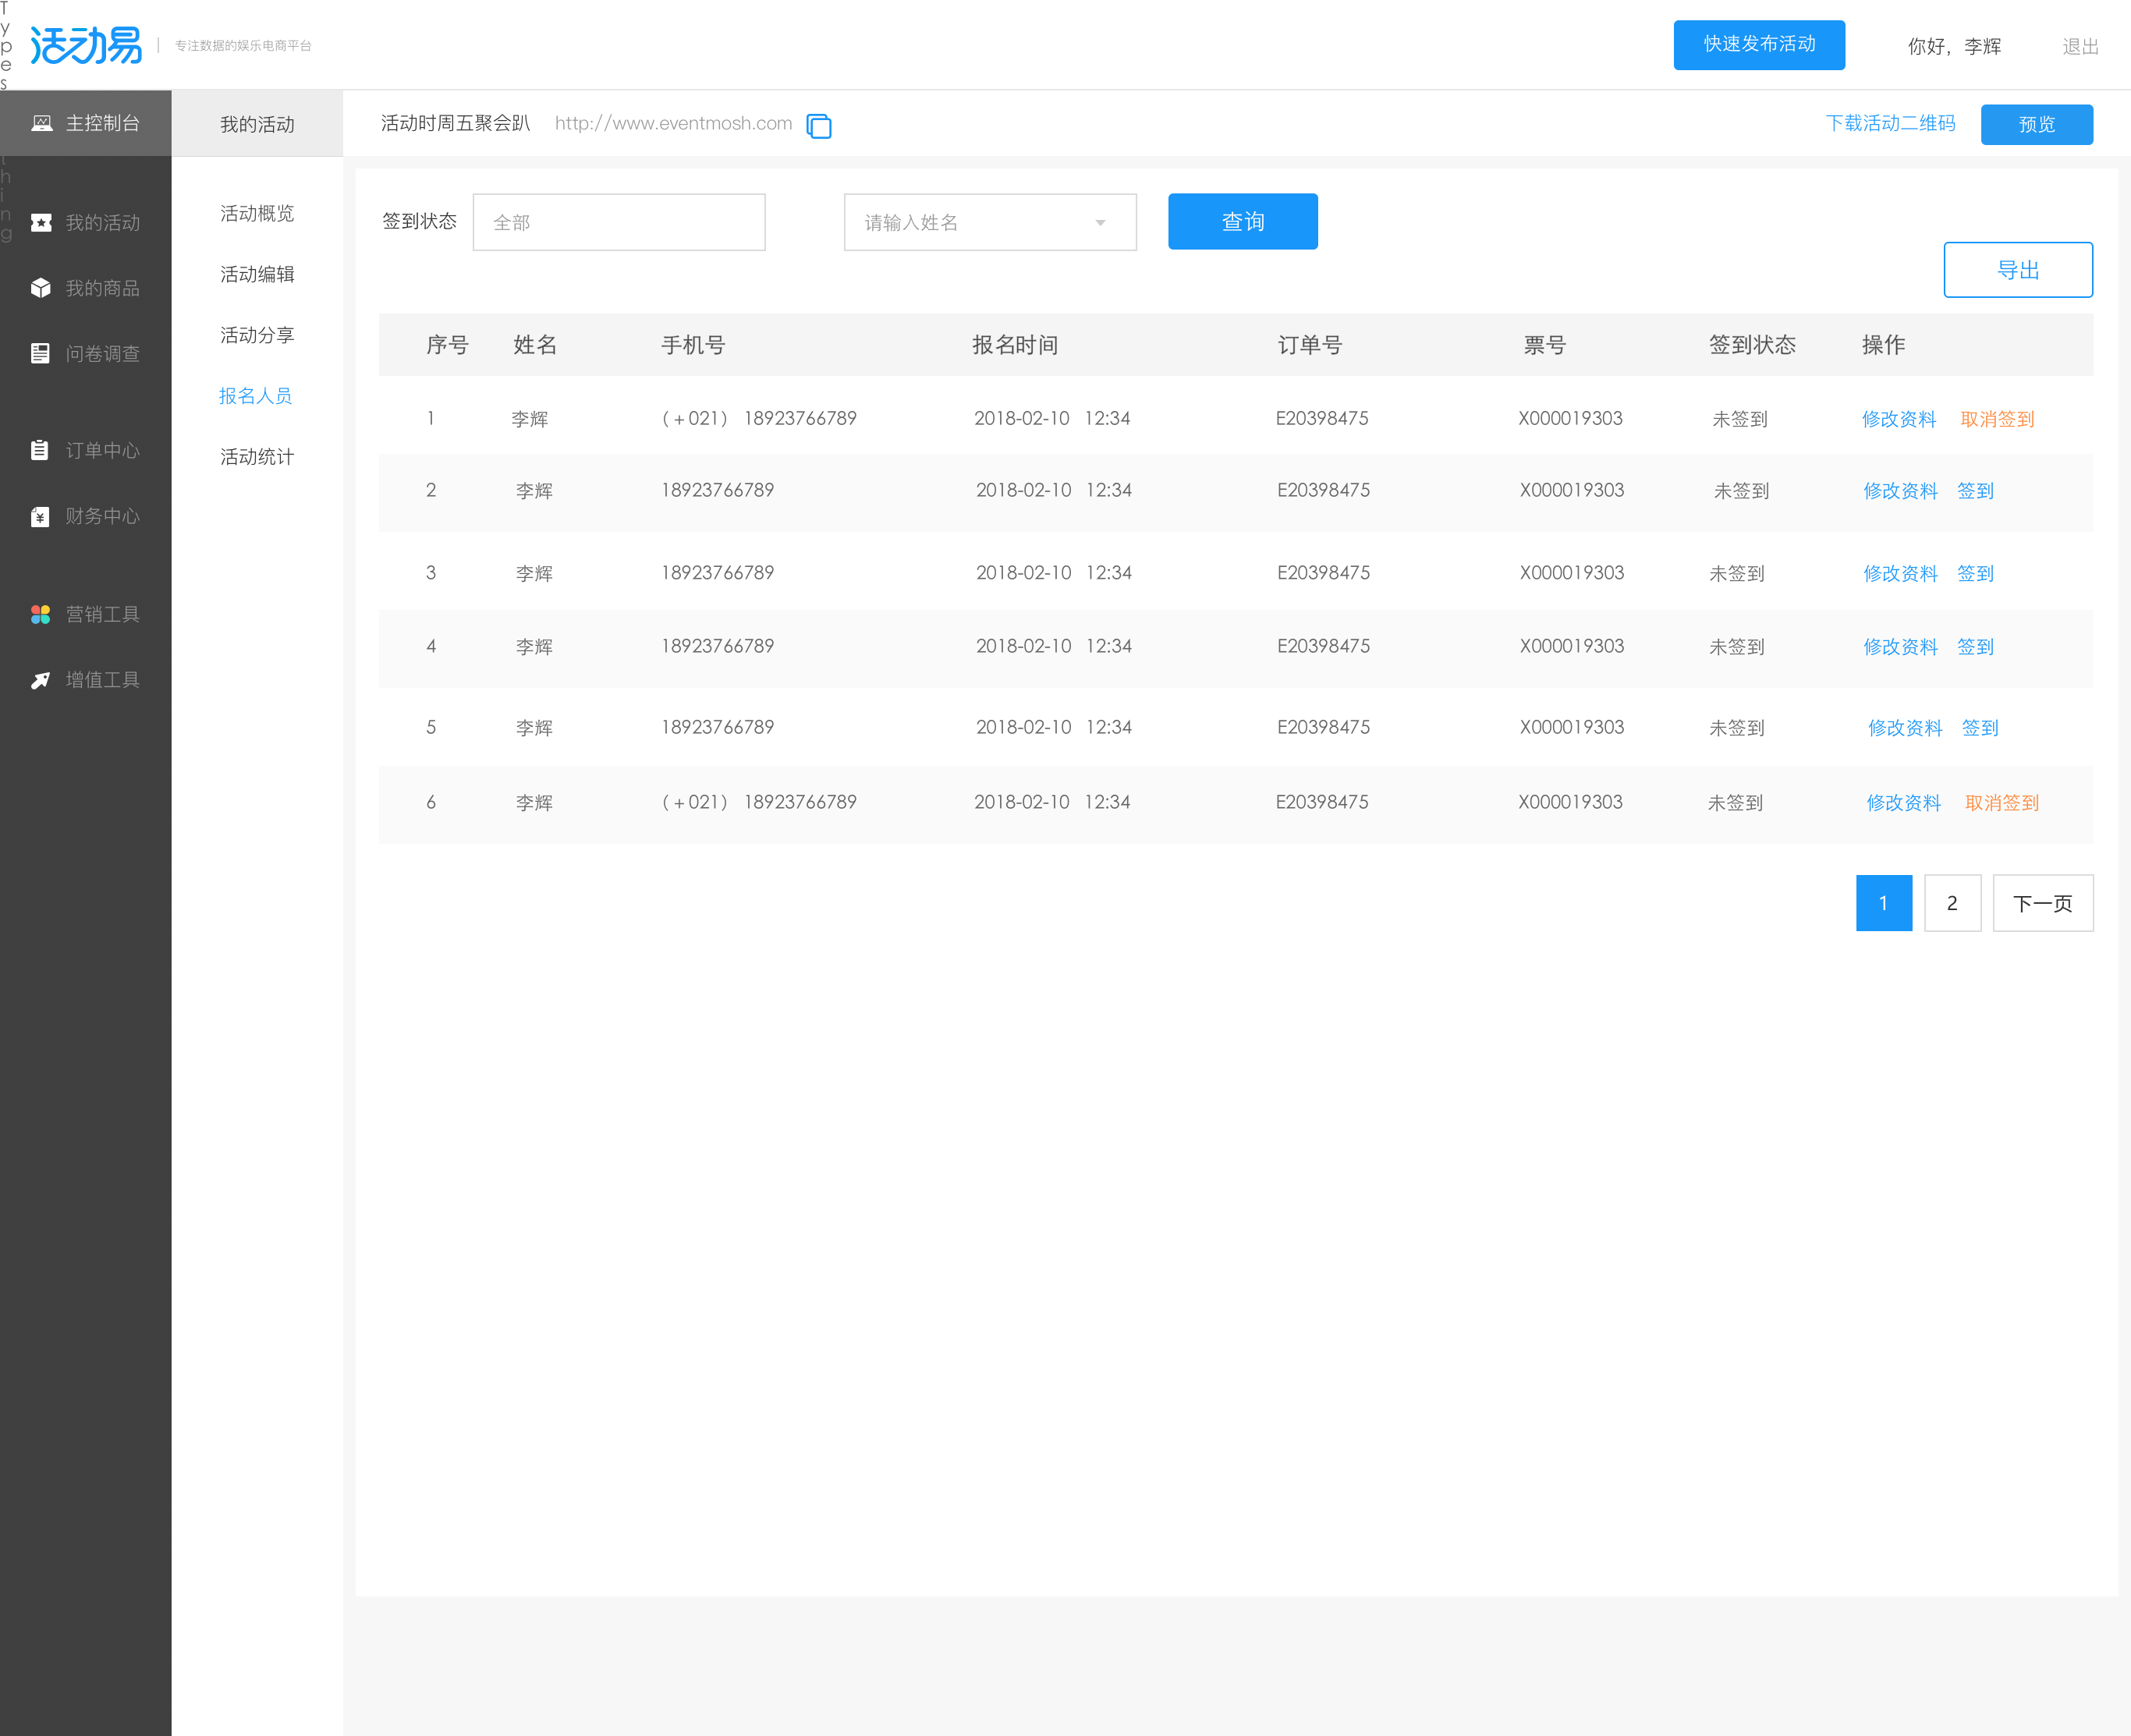 Types
活动易
专注数据的娱乐电商平台
快速发布活动
你好，李辉
退出
主控制台
我的活动
我的商品
问卷调查
订单中心
财务中心
营销工具
增值工具
thing
我的活动
活动概览
活动编辑
活动分享
报名人员
活动统计
活动时周五聚会趴 http://www.eventmosh.com
下载活动二维码
预览
签到状态 全部 请输入姓名 查询
导出
序号 姓名 手机号 报名时间 订单号 票号 签到状态 操作
1 李辉 （+021） 18923766789 2018-02-10 12:34 E20398475 X000019303 未签到 修改资料 取消签到
2 李辉 18923766789 2018-02-10 12:34 E20398475 X000019303 未签到 修改资料 签到
3 李辉 18923766789 2018-02-10 12:34 E20398475 X000019303 未签到 修改资料 签到
4 李辉 18923766789 2018-02-10 12:34 E20398475 X000019303 未签到 修改资料 签到
5 李辉 18923766789 2018-02-10 12:34 E20398475 X000019303 未签到 修改资料 签到
6 李辉 （+021） 18923766789 2018-02-10 12:34 E20398475 X000019303 未签到 修改资料 取消签到
1 2 下一页